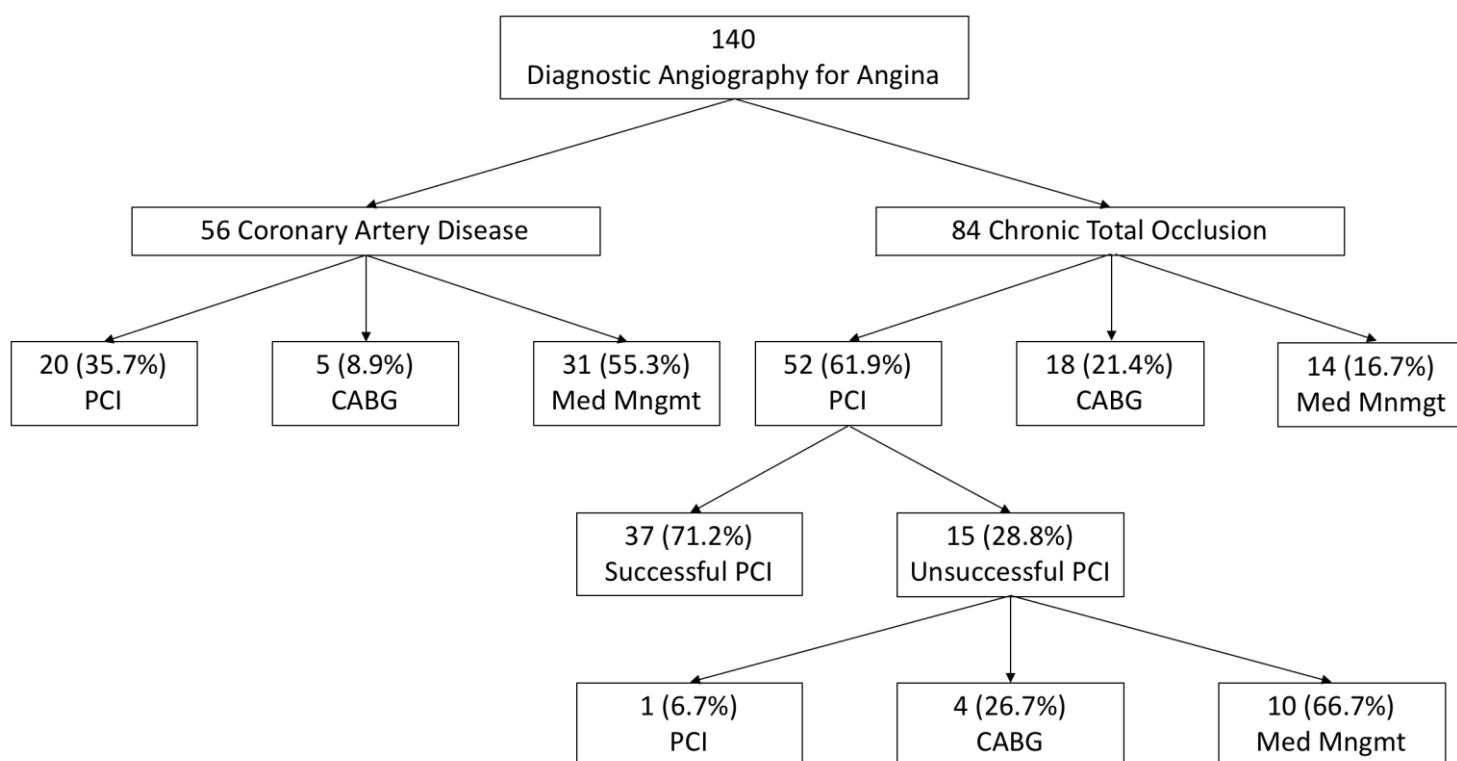 140
Diagnostic Angiography for Angina
56 Coronary Artery Disease
84 Chronic Total Occlusion
20 (35.7%)
PCI
5 (8.9%)
CABG
31 (55.3%)
Med Mngmt
52 (61.9%)
PCI
18 (21.4%)
CABG
14 (16.7%)
Med Mnmgt
37 (71.2%)
Successful PCI
15 (28.8%)
Unsuccessful PCI
1 (6.7%)
PCI
4 (26.7%)
CABG
10 (66.7%)
Med Mngmt